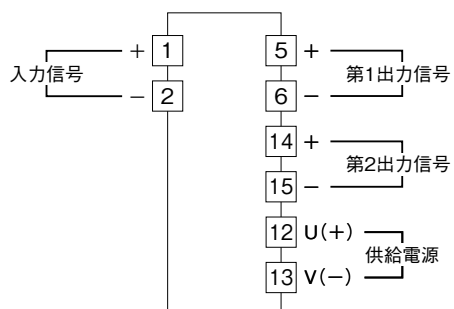 入力信号
+ 1
− 2
5 +
6 −
第1出力信号
14 +
15 −
第2出力信号
12 U(+)
13 V(−)
供給電源